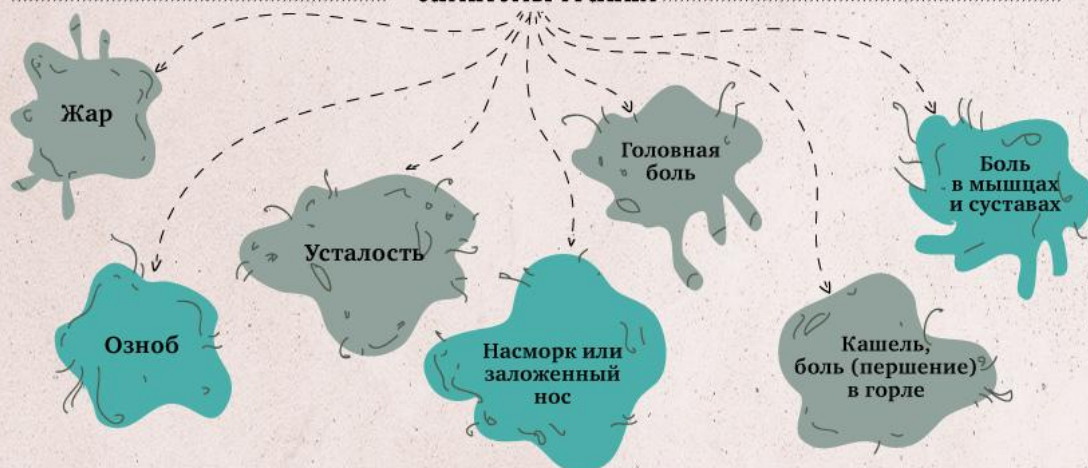 Жар
Головная
боль
Боль
в мышцах
и суставах
Усталость
Озноб
Насморк или
заложенный
нос
Кашель,
боль (першение)
в горле